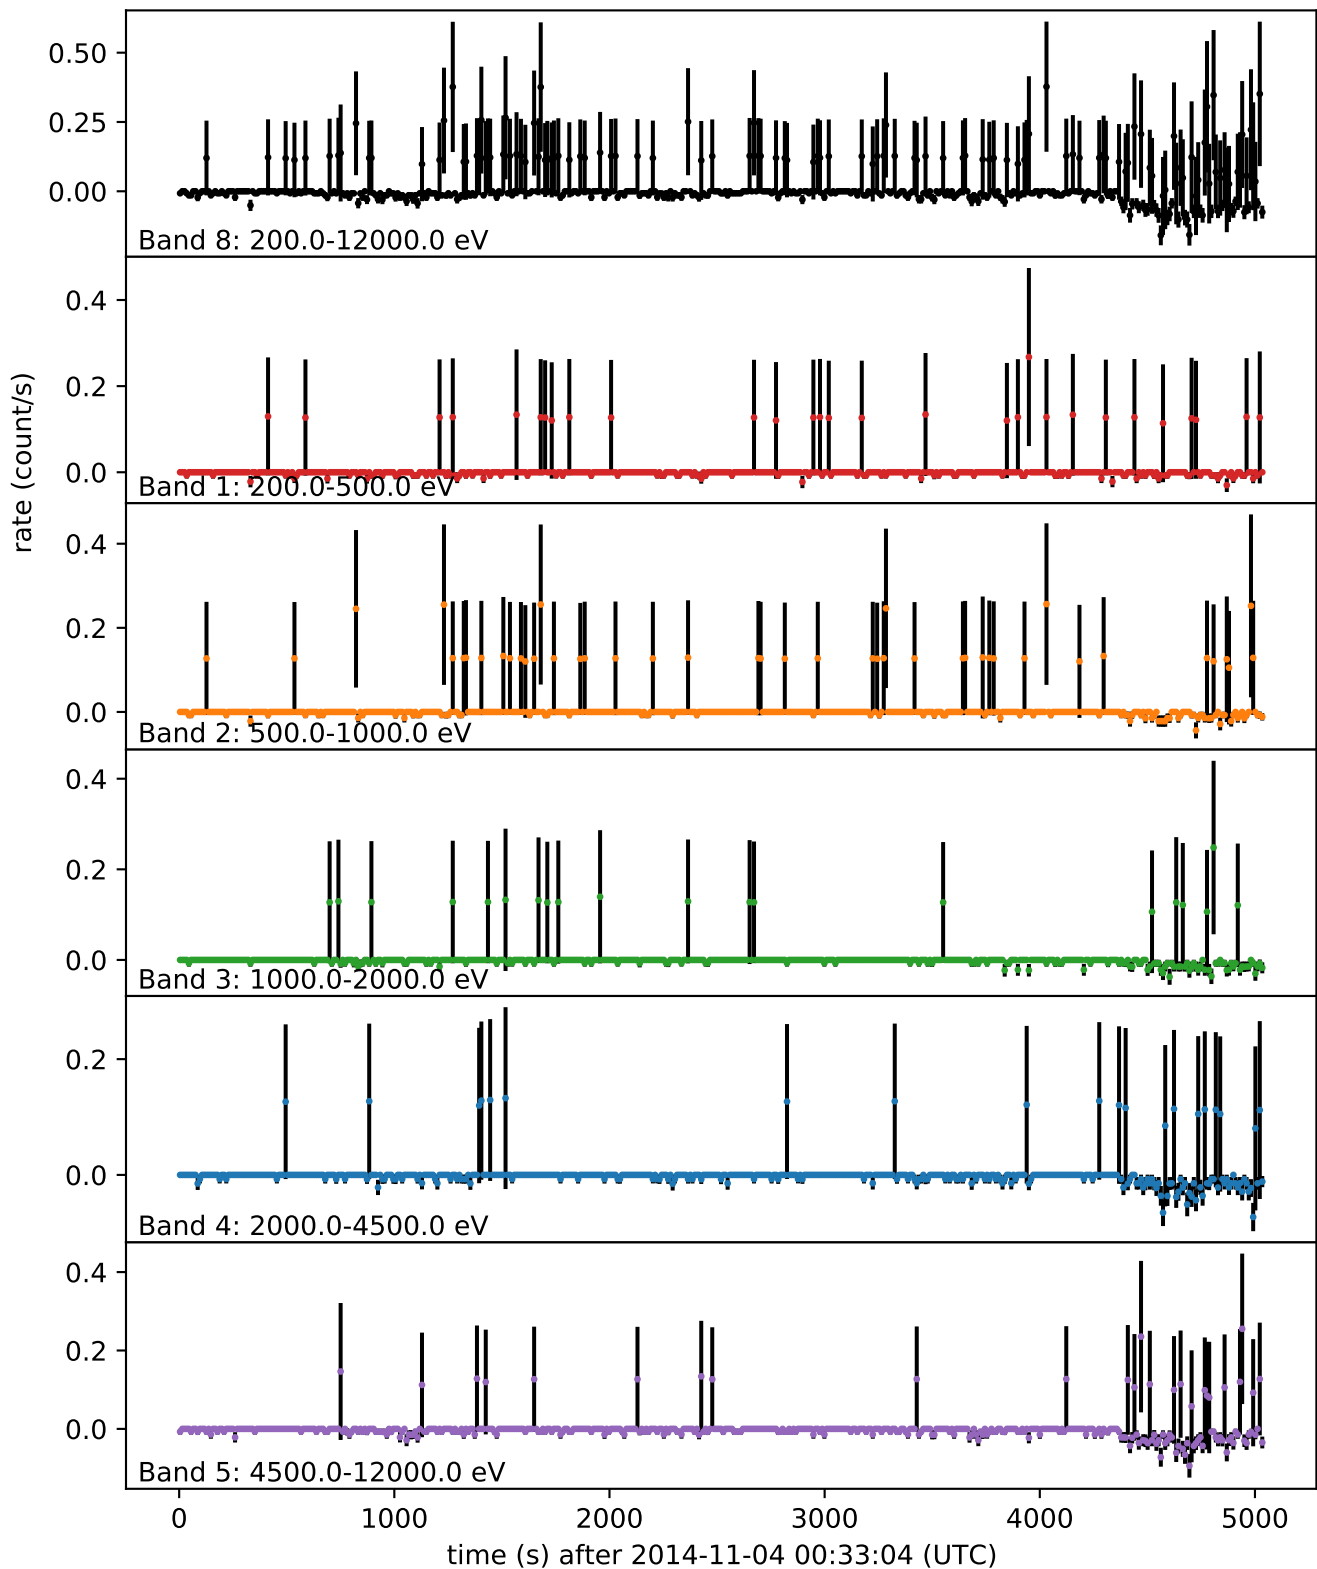 0.50
0.25
0.00
Band 8: 200.0-12000.0 eV
0.4
0.2
0.0
Band 1: 200.0-500.0 eV
rate (count/s)
0.4
0.2
0.0
Band 2: 500.0-1000.0 eV
0.4
0.2
0.0
Band 3: 1000.0-2000.0 eV
0.2
0.0
Band 4: 2000.0-4500.0 eV
0.4
0.2
0.0
Band 5: 4500.0-12000.0 eV
0 1000 2000 3000 4000 5000
time (s) after 2014-11-04 00:33:04 (UTC)